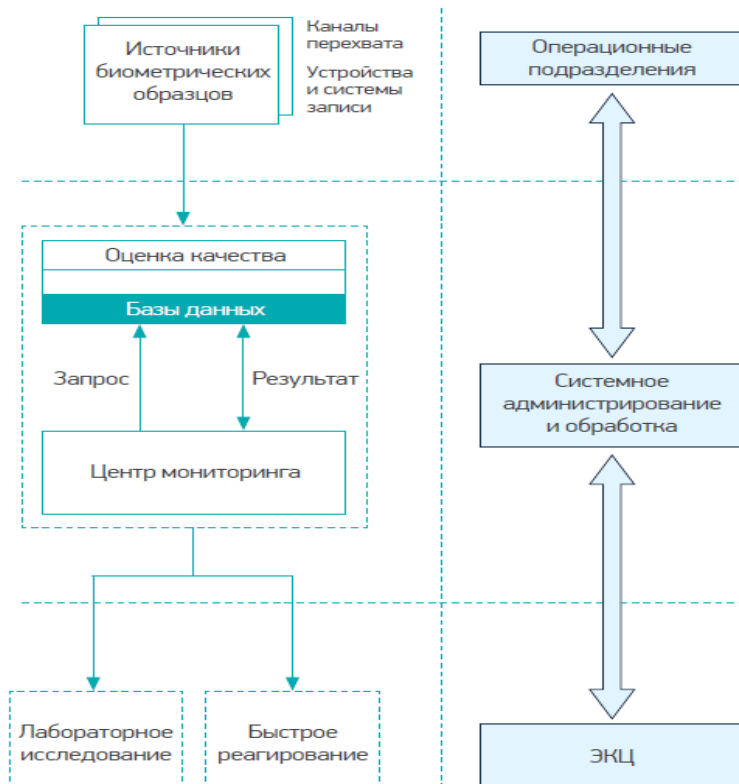 Источники
биометрических
образцов
Каналы
перехвата
Устройства
и системы
записи
Операционные
подразделения
Оценка качества
Базы данных
Запрос
Результат
Центр мониторинга
Системное
администрирование
и обработка
Лабораторное
исследование
Быстрое
реагирование
ЭКЦ